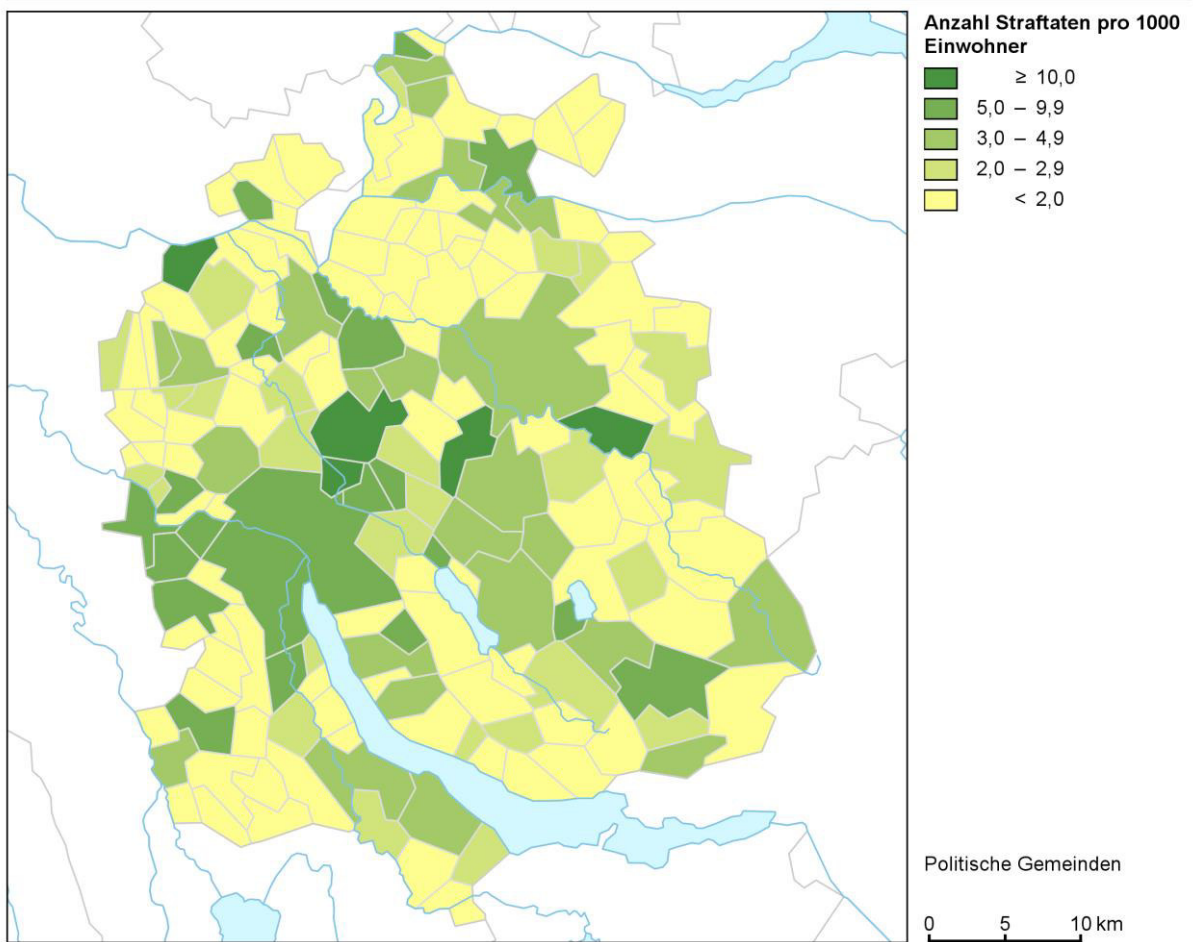 Anzahl Straftaten pro 1000
Einwohner
≥ 10,0
5,0 – 9,9
3,0 – 4,9
2,0 – 2,9
< 2,0
Politische Gemeinden
0 5 10 km